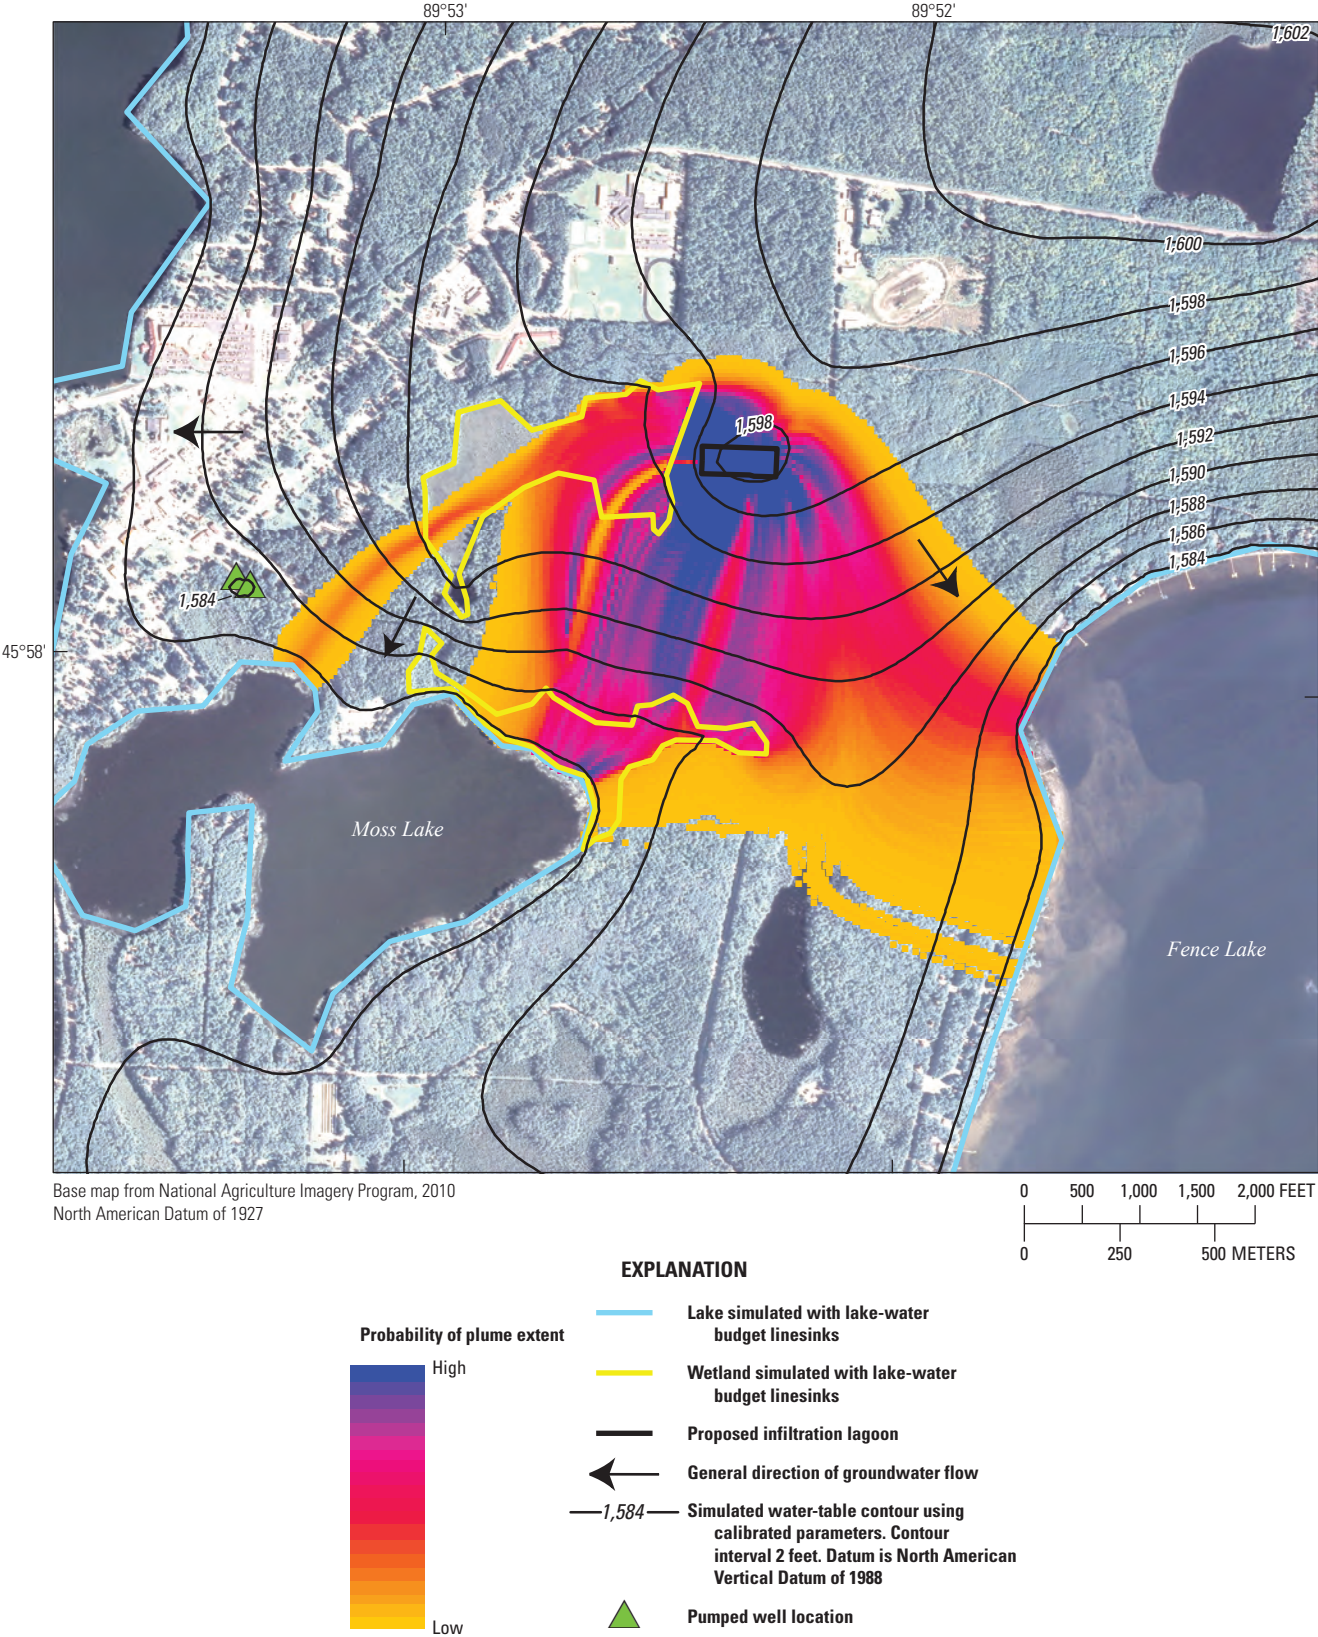 89°53'
89°52'
1,602
1,600
1,598
1,596
1,594
1,592
1,590
1,588
1,586
1,584
1,598
1,584
45°58'
Moss Lake
Fence Lake
Base map from National Agriculture Imagery Program, 2010
North American Datum of 1927
0 500 1,000 1,500 2,000 FEET
0 250 500 METERS
EXPLANATION
Probability of plume extent
High
Low
Lake simulated with lake-water
budget linesinks
Wetland simulated with lake-water
budget linesinks
Proposed infiltration lagoon
General direction of groundwater flow
1,584
Simulated water-table contour using
calibrated parameters. Contour
interval 2 feet. Datum is North American
Vertical Datum of 1988
Pumped well location